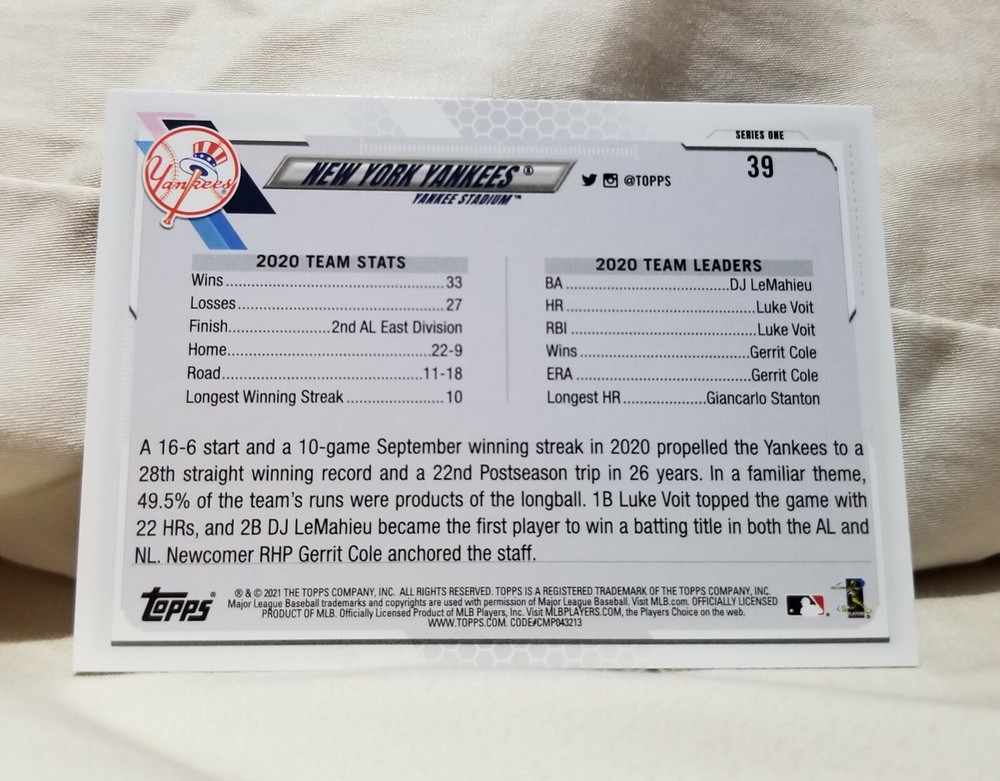 SERIES ONE
39
Yankees
NEW YORK YANKEES®
@TOPPS
YANKEE STADIUM™
2020 TEAM STATS
Wins 33
Losses 27
Finish 2nd AL East Division
Home 22-9
Road 11-18
Longest Winning Streak 10
2020 TEAM LEADERS
BA DJ LeMahieu
HR Luke Voit
RBI Luke Voit
Wins Gerrit Cole
ERA Gerrit Cole
Longest HR Giancarlo Stanton
A 16-6 start and a 10-game September winning streak in 2020 propelled the Yankees to a
28th straight winning record and a 22nd Postseason trip in 26 years. In a familiar theme,
49.5% of the team's runs were products of the longball. 1B Luke Voit topped the game with
22 HRs, and 2B DJ LeMahieu became the first player to win a batting title in both the AL and
NL. Newcomer RHP Gerrit Cole anchored the staff.
TOPPS®
® & © 2021 THE TOPPS COMPANY, INC. ALL RIGHTS RESERVED. TOPPS IS A REGISTERED TRADEMARK OF THE TOPPS COMPANY, INC.
Major League Baseball trademarks and copyrights are used with permission of Major League Baseball. Visit MLB.com. OFFICIALLY LICENSED
PRODUCT OF MLB. Officially Licensed Product of MLB Players, Inc. Visit MLBPLAYERS.COM, the Players Choice on the web.
WWW.TOPPS.COM. CODE#CMP043213